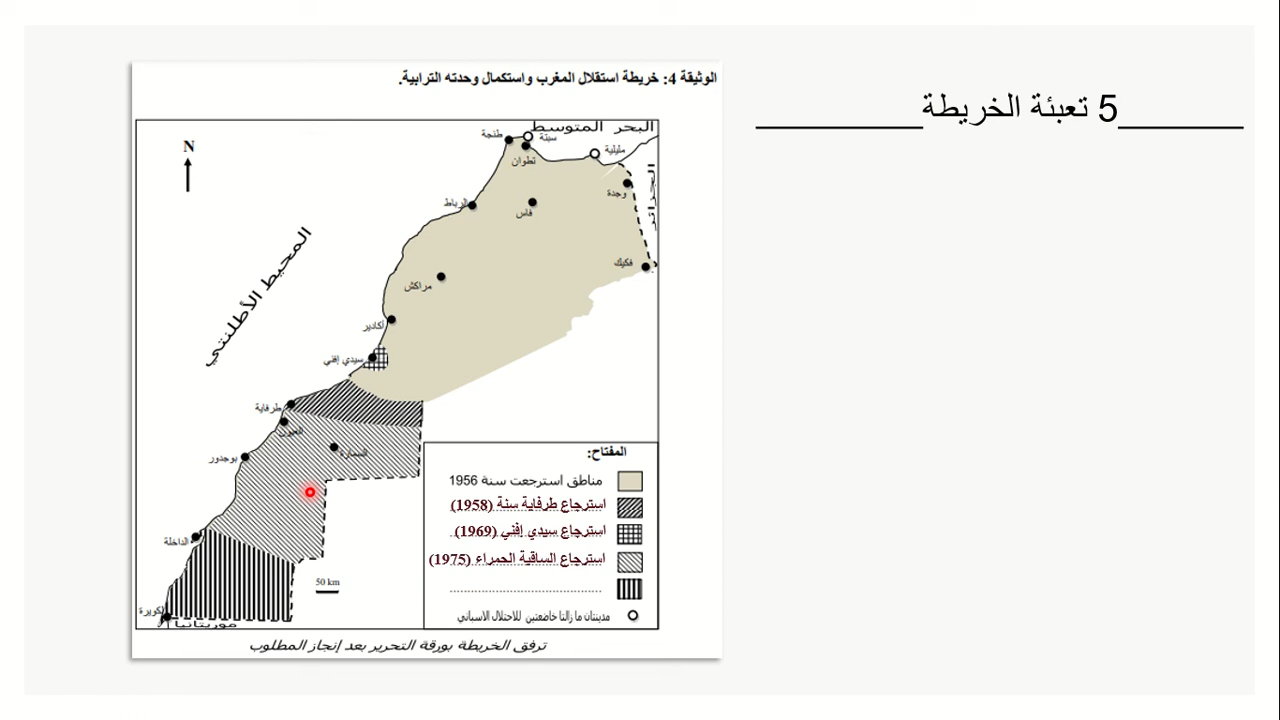 الوثيقة 4: خريطة استقلال المغرب واستكمال وحدته الترابية.
5 تعبئة الخريطة
البحر المتوسط
سبتة
طنجة
مليلية
تطوان
N
الجزائر
وجدة
الرباط
فاس
المحيط الأطلنتي
فكيك
مراكش
أكادير
سيدي إفني
طرفاية
العيون
السمارة
بوجدور
الداخلة
لكويرة
موريتانيا
50 km
المفتاح:
مناطق استرجعت سنة 1956
استرجاع طرفاية سنة (1958)
استرجاع سيدي إفني (1969)
استرجاع الساقية الحمراء (1975)
مدينتان ما زالتا خاضعتين للاحتلال الاسباني
ترفق الخريطة بورقة التحرير بعد إنجاز المطلوب